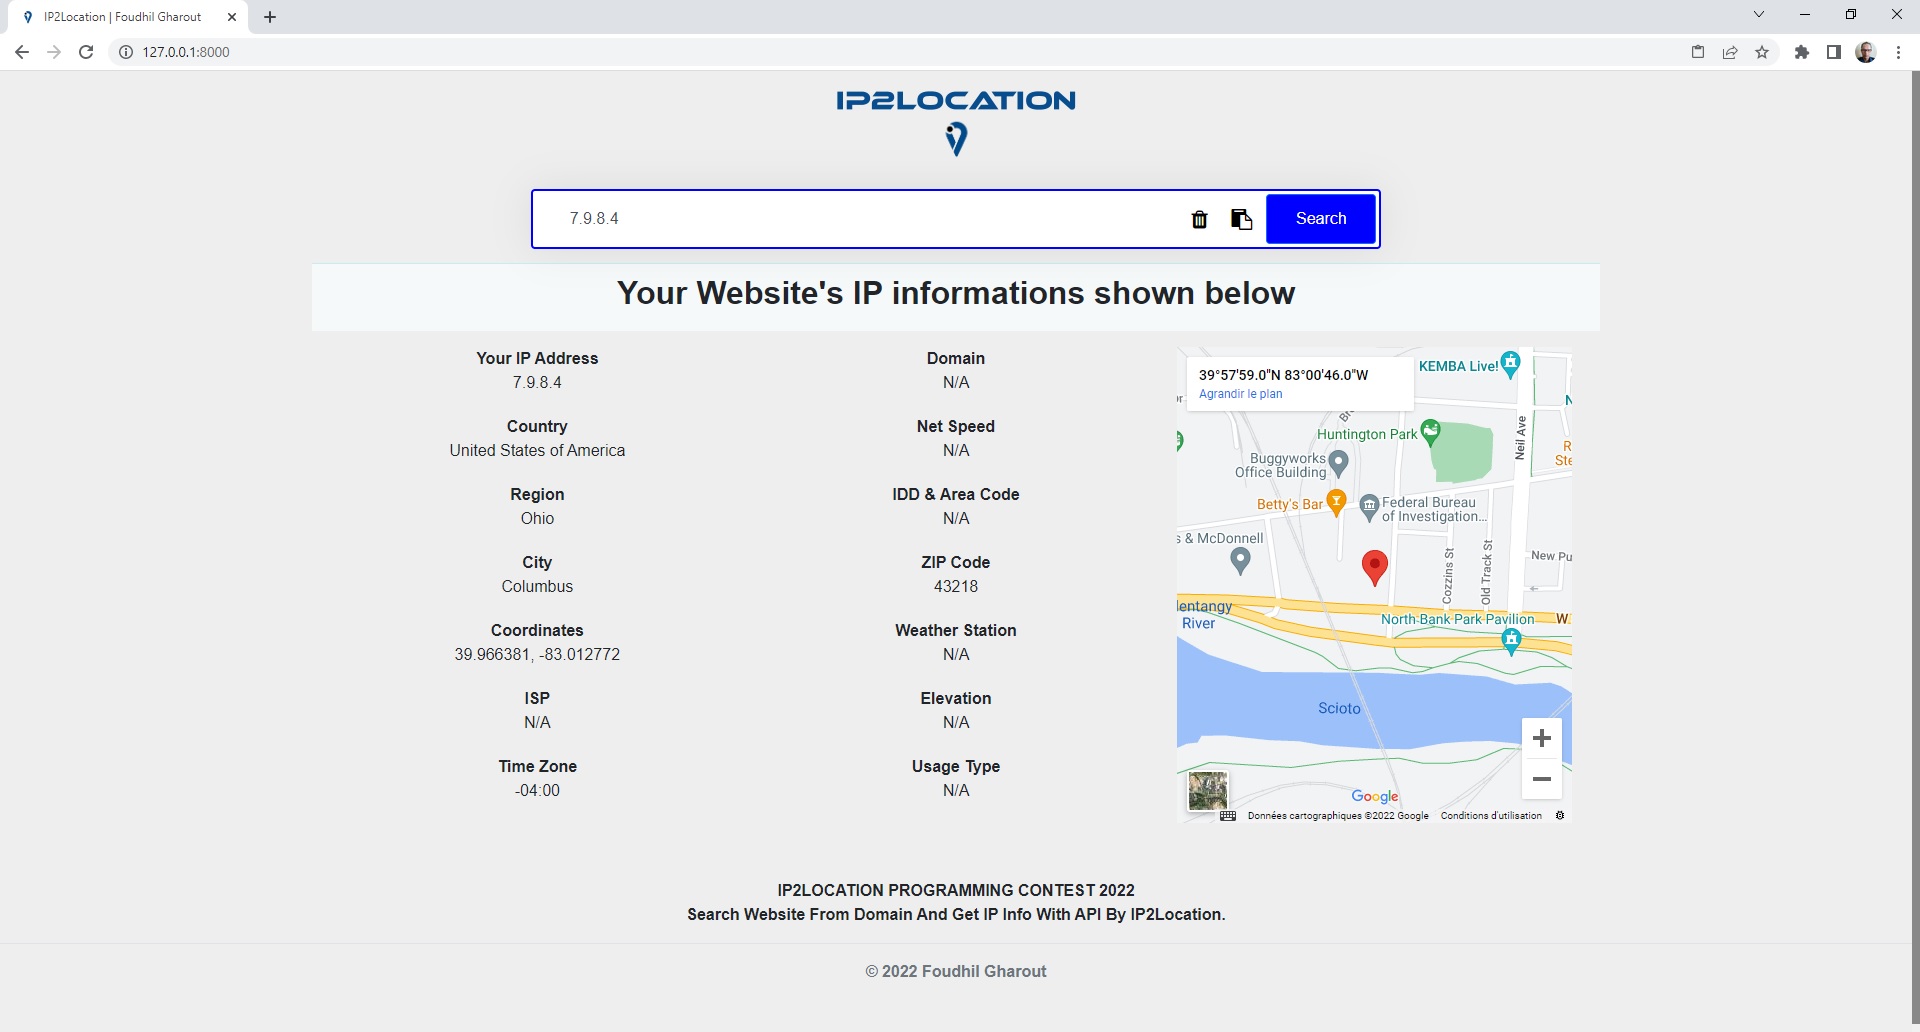 IP2Location | Foudhil Gharout
127.0.0.1:8000
IP2LOCATION
7.9.8.4
Search
Your Website's IP informations shown below
Your IP Address
7.9.8.4
Country
United States of America
Region
Ohio
City
Columbus
Coordinates
39.966381, -83.012772
ISP
N/A
Time Zone
-04:00
Domain
N/A
Net Speed
N/A
IDD & Area Code
N/A
ZIP Code
43218
Weather Station
N/A
Elevation
N/A
Usage Type
N/A
39°57'59.0"N 83°00'46.0"W
Agrandir le plan
KEMBA Live!
Huntington Park
Neil Ave
Buggyworks
Office Building
Betty's Bar
Federal Bureau
of Investigation...
s & McDonnell
Cozzins St
Old Track St
New Pu
lentangy
River
North Bank Park Pavilion
W.
Scioto
Google
Données cartographiques ©2022 Google
Conditions d'utilisation
IP2LOCATION PROGRAMMING CONTEST 2022
Search Website From Domain And Get IP Info With API By IP2Location.
© 2022 Foudhil Gharout